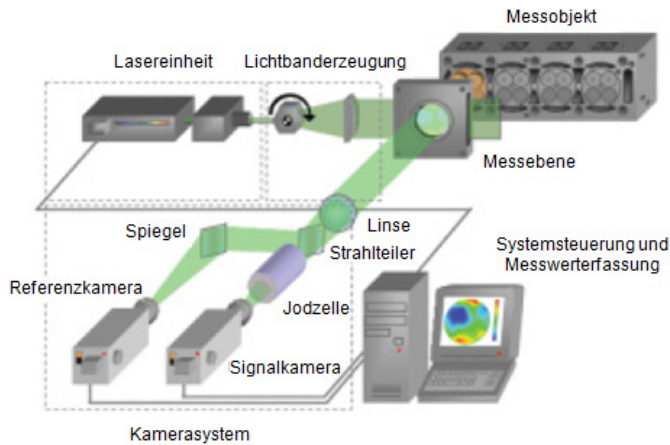 Messobjekt
Lasereinheit
Lichtbanderzeugung
Messebene
Spiegel
Linse
Strahlteiler
Systemsteuerung und
Messwerterfassung
Referenzkamera
Jodzelle
Signalkamera
Kamerasystem